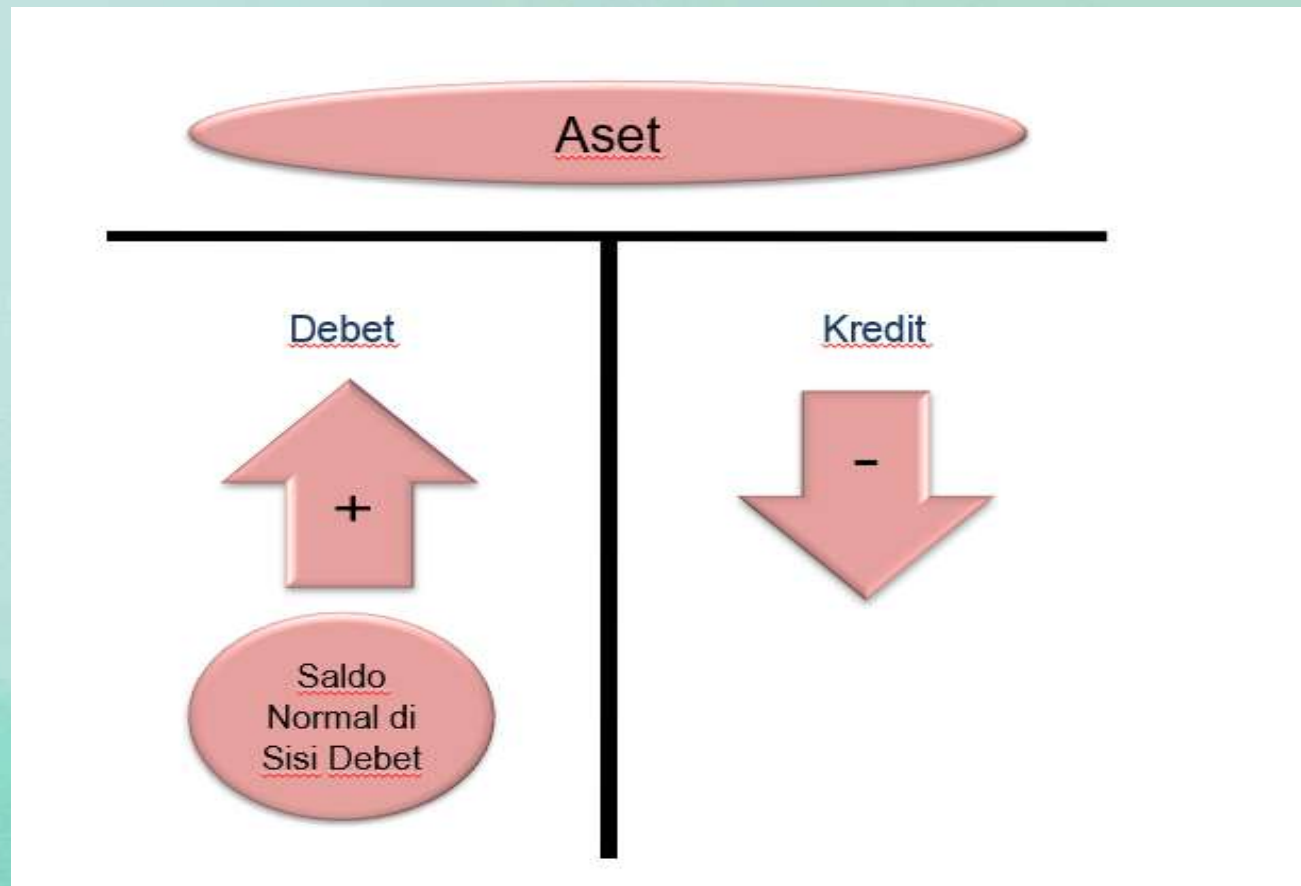 Aset
Debet
Kredit
+
-
Saldo
Normal di
Sisi Debet